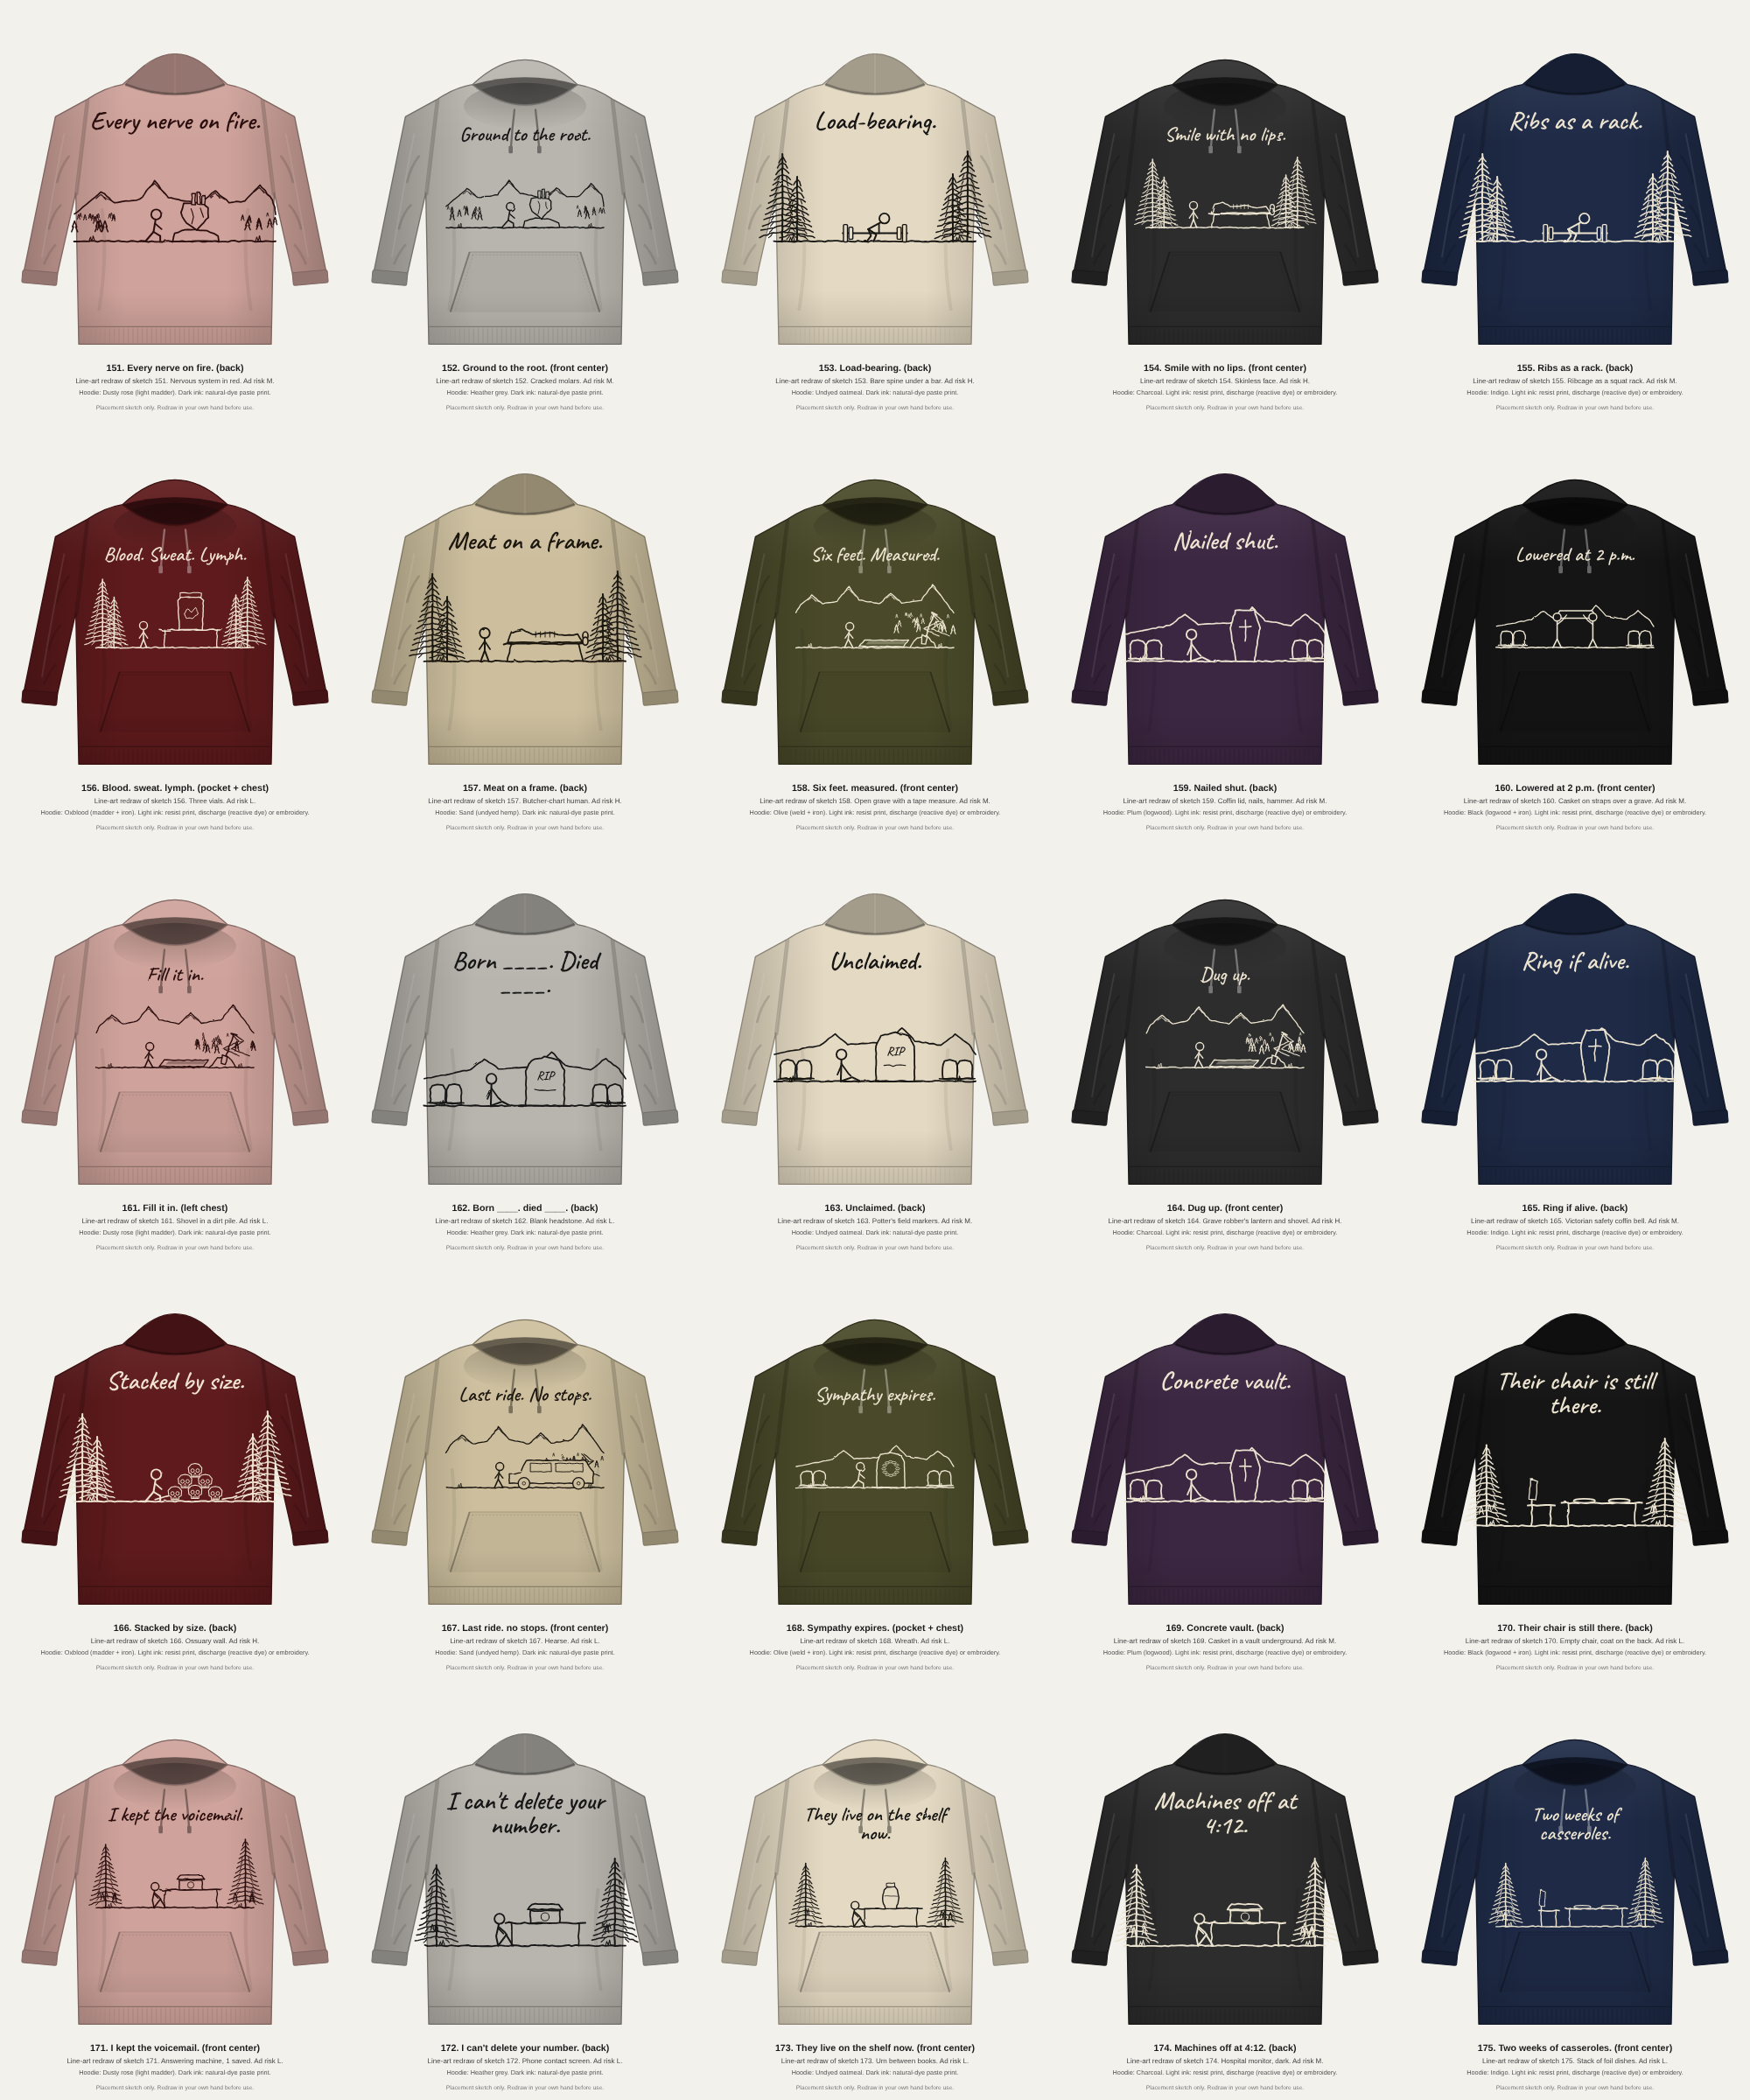 Every nerve on fire.
151. Every nerve on fire. (back)
Line-art redraw of sketch 151. Nervous system in red. Ad risk M.
Hoodie: Dusty rose (light madder). Dark ink: natural-dye paste print.
Placement sketch only. Redraw in your own hand before use.
Ground to the root.
152. Ground to the root. (front center)
Line-art redraw of sketch 152. Cracked molars. Ad risk M.
Hoodie: Heather grey. Dark ink: natural-dye paste print.
Placement sketch only. Redraw in your own hand before use.
Load-bearing.
153. Load-bearing. (back)
Line-art redraw of sketch 153. Bare spine under a bar. Ad risk H.
Hoodie: Undyed oatmeal. Dark ink: natural-dye paste print.
Placement sketch only. Redraw in your own hand before use.
Smile with no lips.
154. Smile with no lips. (front center)
Line-art redraw of sketch 154. Skinless face. Ad risk H.
Hoodie: Charcoal. Light ink: resist print, discharge (reactive dye) or embroidery.
Placement sketch only. Redraw in your own hand before use.
Ribs as a rack.
155. Ribs as a rack. (back)
Line-art redraw of sketch 155. Ribcage as a squat rack. Ad risk M.
Hoodie: Indigo. Light ink: resist print, discharge (reactive dye) or embroidery.
Placement sketch only. Redraw in your own hand before use.
Blood. Sweat. Lymph.
156. Blood. sweat. lymph. (pocket + chest)
Line-art redraw of sketch 156. Three vials. Ad risk L.
Hoodie: Oxblood (madder + iron). Light ink: resist print, discharge (reactive dye) or embroidery.
Placement sketch only. Redraw in your own hand before use.
Meat on a frame.
157. Meat on a frame. (back)
Line-art redraw of sketch 157. Butcher-chart human. Ad risk H.
Hoodie: Sand (undyed hemp). Dark ink: natural-dye paste print.
Placement sketch only. Redraw in your own hand before use.
Six feet. Measured.
158. Six feet. measured. (front center)
Line-art redraw of sketch 158. Open grave with a tape measure. Ad risk M.
Hoodie: Olive (weld + iron). Light ink: resist print, discharge (reactive dye) or embroidery.
Placement sketch only. Redraw in your own hand before use.
Nailed shut.
159. Nailed shut. (back)
Line-art redraw of sketch 159. Coffin lid, nails, hammer. Ad risk M.
Hoodie: Plum (logwood). Light ink: resist print, discharge (reactive dye) or embroidery.
Placement sketch only. Redraw in your own hand before use.
Lowered at 2 p.m.
160. Lowered at 2 p.m. (front center)
Line-art redraw of sketch 160. Casket on straps over a grave. Ad risk M.
Hoodie: Black (logwood + iron). Light ink: resist print, discharge (reactive dye) or embroidery.
Placement sketch only. Redraw in your own hand before use.
Fill it in.
161. Fill it in. (left chest)
Line-art redraw of sketch 161. Shovel in a dirt pile. Ad risk L.
Hoodie: Dusty rose (light madder). Dark ink: natural-dye paste print.
Placement sketch only. Redraw in your own hand before use.
Born ____. Died
____.
RIP
162. Born ____. died ____. (back)
Line-art redraw of sketch 162. Blank headstone. Ad risk L.
Hoodie: Heather grey. Dark ink: natural-dye paste print.
Placement sketch only. Redraw in your own hand before use.
Unclaimed.
RIP
163. Unclaimed. (back)
Line-art redraw of sketch 163. Potter's field markers. Ad risk M.
Hoodie: Undyed oatmeal. Dark ink: natural-dye paste print.
Placement sketch only. Redraw in your own hand before use.
Dug up.
164. Dug up. (front center)
Line-art redraw of sketch 164. Grave robber's lantern and shovel. Ad risk H.
Hoodie: Charcoal. Light ink: resist print, discharge (reactive dye) or embroidery.
Placement sketch only. Redraw in your own hand before use.
Ring if alive.
165. Ring if alive. (back)
Line-art redraw of sketch 165. Victorian safety coffin bell. Ad risk M.
Hoodie: Indigo. Light ink: resist print, discharge (reactive dye) or embroidery.
Placement sketch only. Redraw in your own hand before use.
Stacked by size.
166. Stacked by size. (back)
Line-art redraw of sketch 166. Ossuary wall. Ad risk H.
Hoodie: Oxblood (madder + iron). Light ink: resist print, discharge (reactive dye) or embroidery.
Placement sketch only. Redraw in your own hand before use.
Last ride. No stops.
167. Last ride. no stops. (front center)
Line-art redraw of sketch 167. Hearse. Ad risk L.
Hoodie: Sand (undyed hemp). Dark ink: natural-dye paste print.
Placement sketch only. Redraw in your own hand before use.
Sympathy expires.
168. Sympathy expires. (pocket + chest)
Line-art redraw of sketch 168. Wreath. Ad risk L.
Hoodie: Olive (weld + iron). Light ink: resist print, discharge (reactive dye) or embroidery.
Placement sketch only. Redraw in your own hand before use.
Concrete vault.
169. Concrete vault. (back)
Line-art redraw of sketch 169. Casket in a vault underground. Ad risk M.
Hoodie: Plum (logwood). Light ink: resist print, discharge (reactive dye) or embroidery.
Placement sketch only. Redraw in your own hand before use.
Their chair is still
there.
170. Their chair is still there. (back)
Line-art redraw of sketch 170. Empty chair, coat on the back. Ad risk L.
Hoodie: Black (logwood + iron). Light ink: resist print, discharge (reactive dye) or embroidery.
Placement sketch only. Redraw in your own hand before use.
I kept the voicemail.
171. I kept the voicemail. (front center)
Line-art redraw of sketch 171. Answering machine, 1 saved. Ad risk L.
Hoodie: Dusty rose (light madder). Dark ink: natural-dye paste print.
Placement sketch only. Redraw in your own hand before use.
I can't delete your
number.
172. I can't delete your number. (back)
Line-art redraw of sketch 172. Phone contact screen. Ad risk L.
Hoodie: Heather grey. Dark ink: natural-dye paste print.
Placement sketch only. Redraw in your own hand before use.
They live on the shelf
now.
173. They live on the shelf now. (front center)
Line-art redraw of sketch 173. Urn between books. Ad risk L.
Hoodie: Undyed oatmeal. Dark ink: natural-dye paste print.
Placement sketch only. Redraw in your own hand before use.
Machines off at
4:12.
174. Machines off at 4:12. (back)
Line-art redraw of sketch 174. Hospital monitor, dark. Ad risk M.
Hoodie: Charcoal. Light ink: resist print, discharge (reactive dye) or embroidery.
Placement sketch only. Redraw in your own hand before use.
Two weeks of
casseroles.
175. Two weeks of casseroles. (front center)
Line-art redraw of sketch 175. Stack of foil dishes. Ad risk L.
Hoodie: Indigo. Light ink: resist print, discharge (reactive dye) or embroidery.
Placement sketch only. Redraw in your own hand before use.